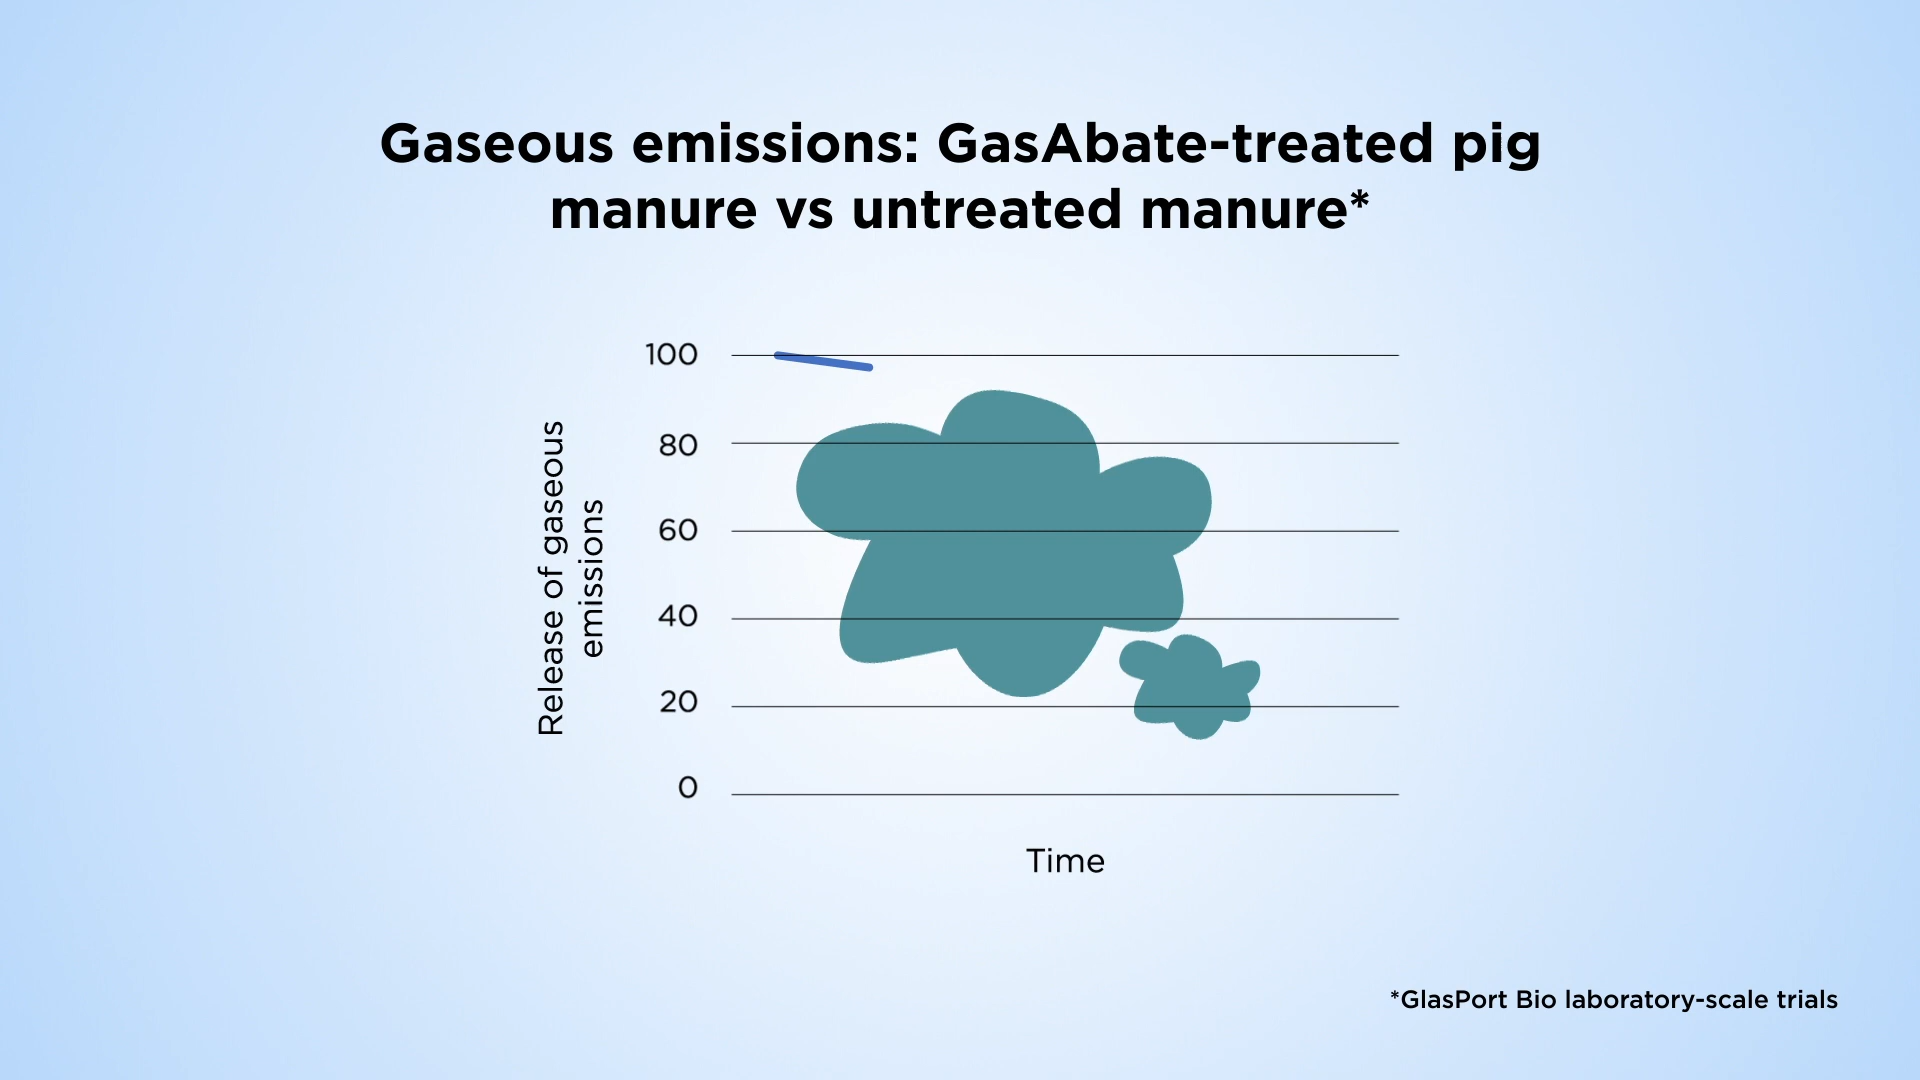 Gaseous emissions: GasAbate-treated pig
manure vs untreated manure*
100
80
60
40
20
0
Release of gaseous
emissions
Time
*GlasPort Bio laboratory-scale trials